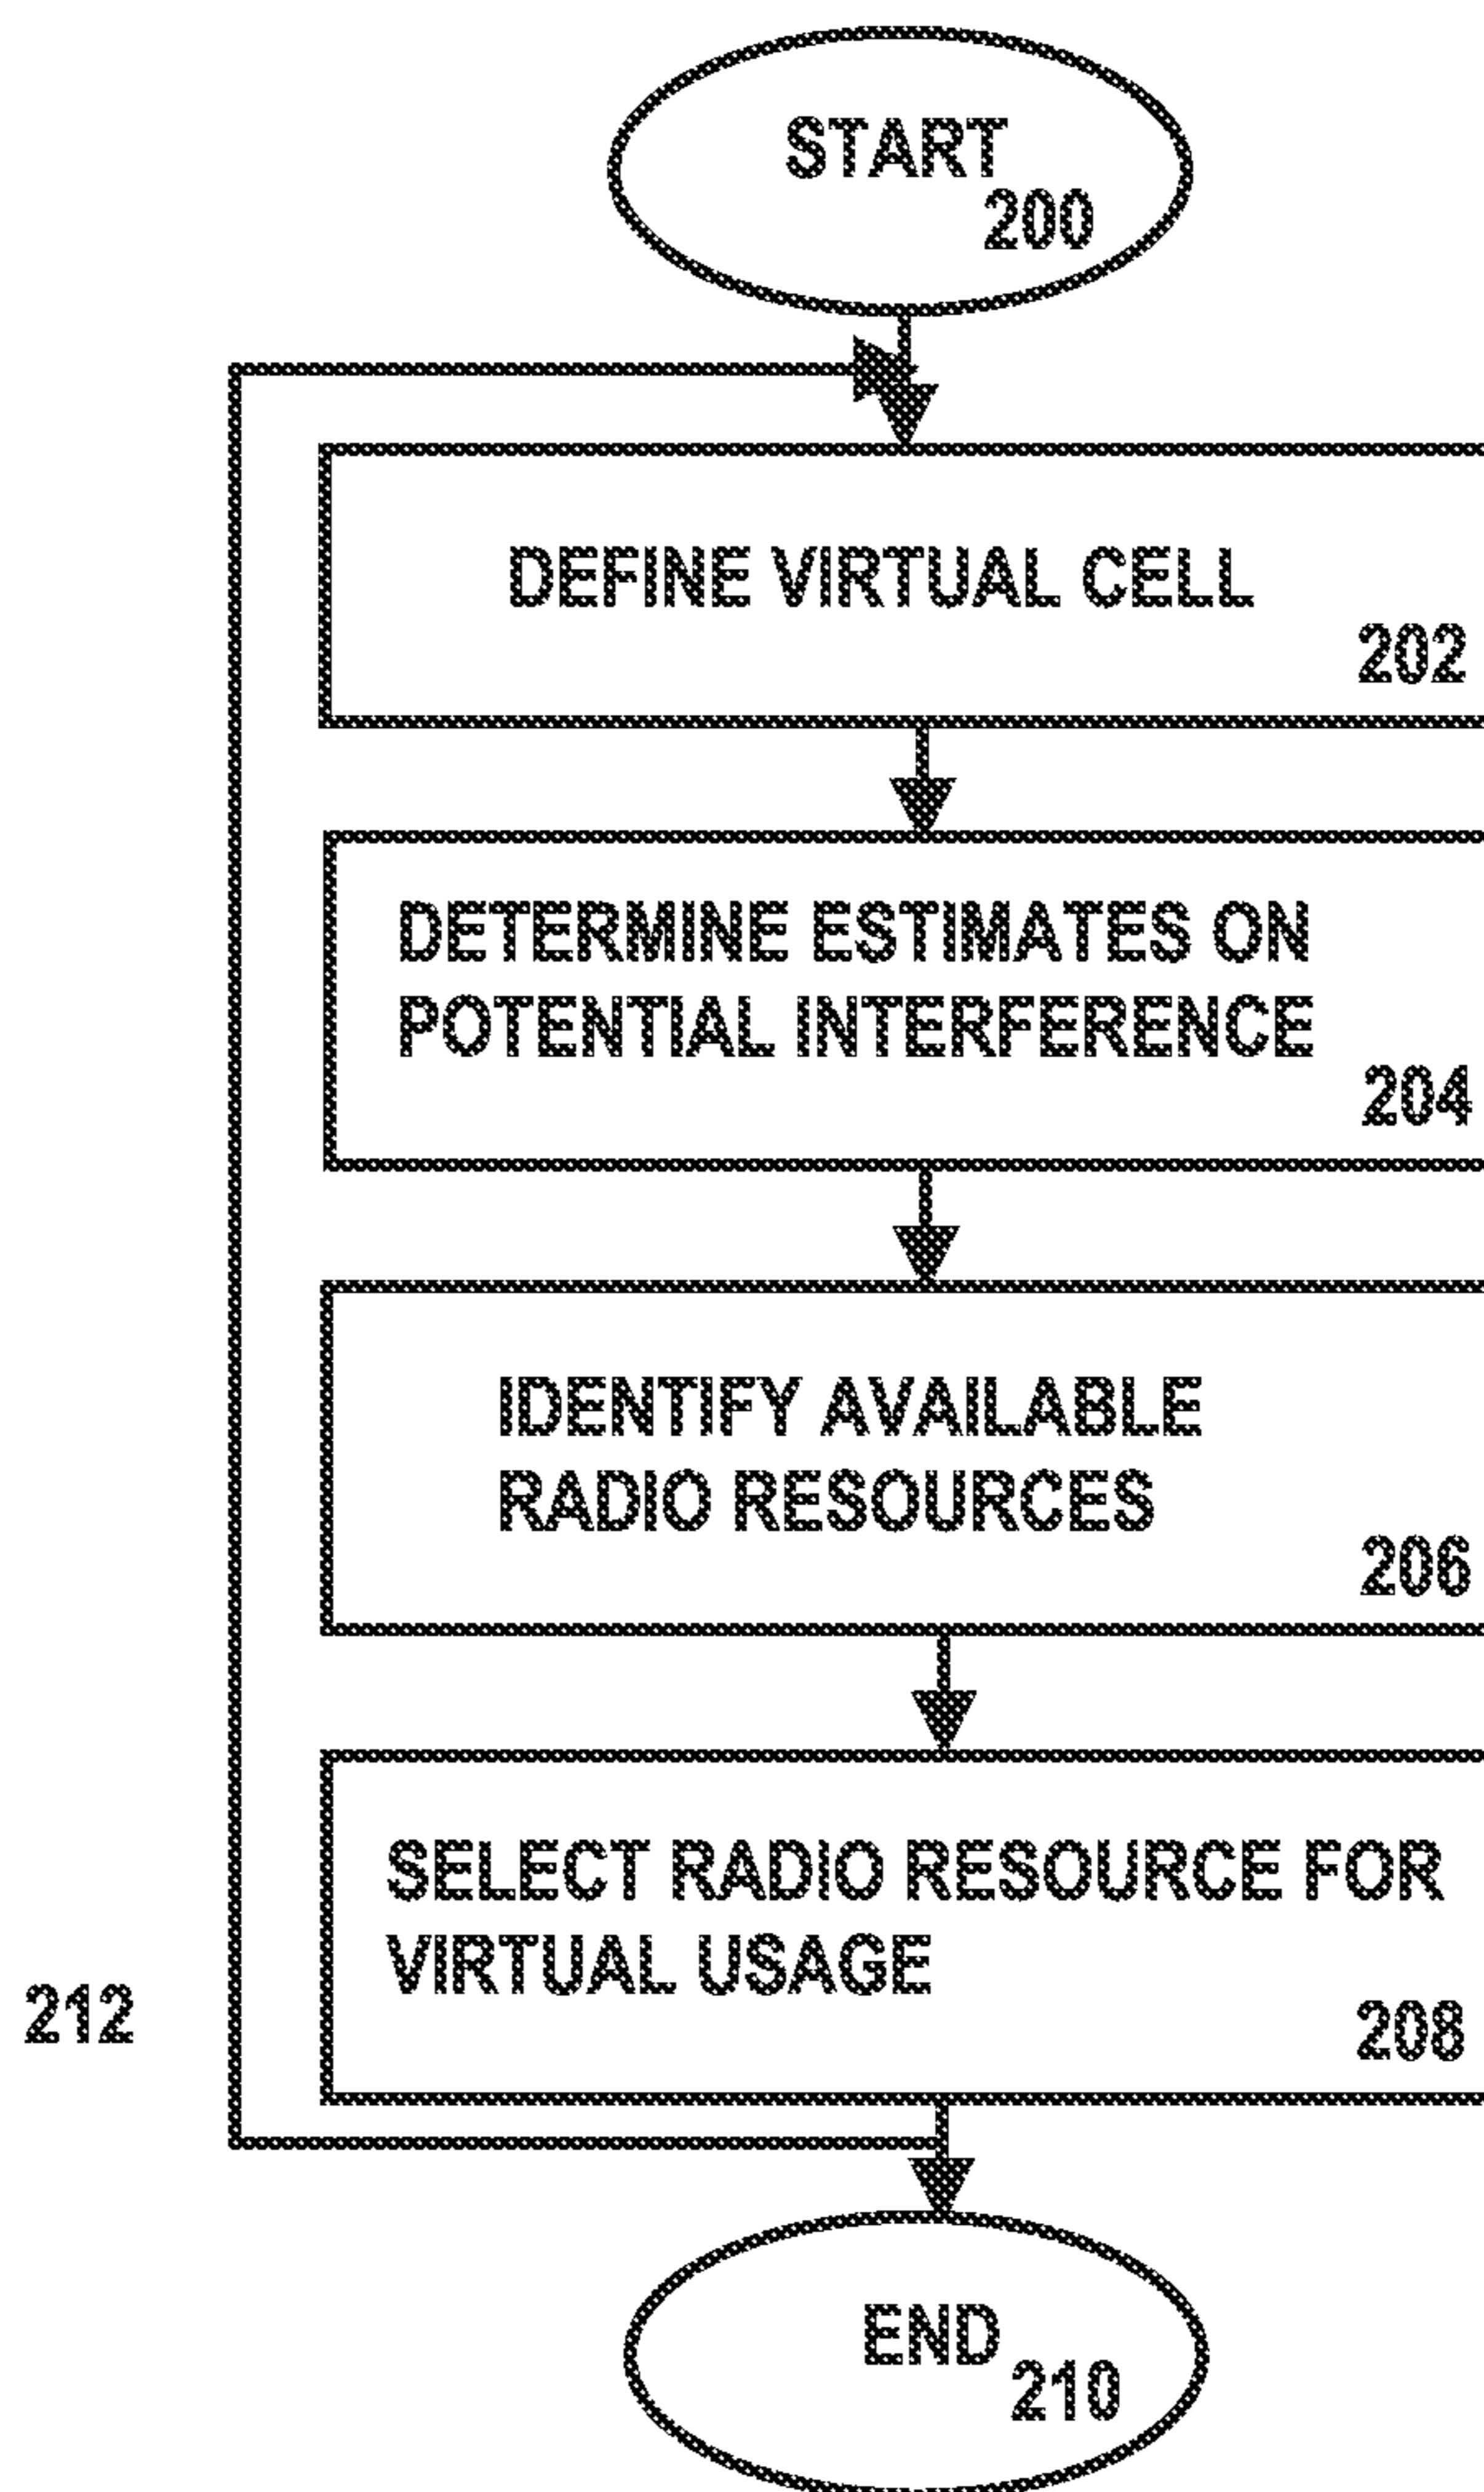 START
200
DEFINE VIRTUAL CELL
202
DETERMINE ESTIMATES ON
POTENTIAL INTERFERENCE
204
IDENTIFY AVAILABLE
RADIO RESOURCES
206
SELECT RADIO RESOURCE FOR
VIRTUAL USAGE
212
208
END
210